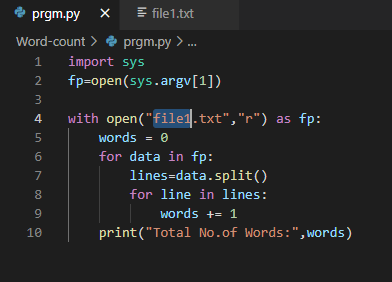 prgm.py × file1.txt
Word-count > prgm.py > ...
1 import sys
2 fp=open(sys.argv[1])
3
4 with open("file1.txt","r") as fp:
5     words = 0
6     for data in fp:
7         lines=data.split()
8         for line in lines:
9             words += 1
10     print("Total No.of Words:",words)